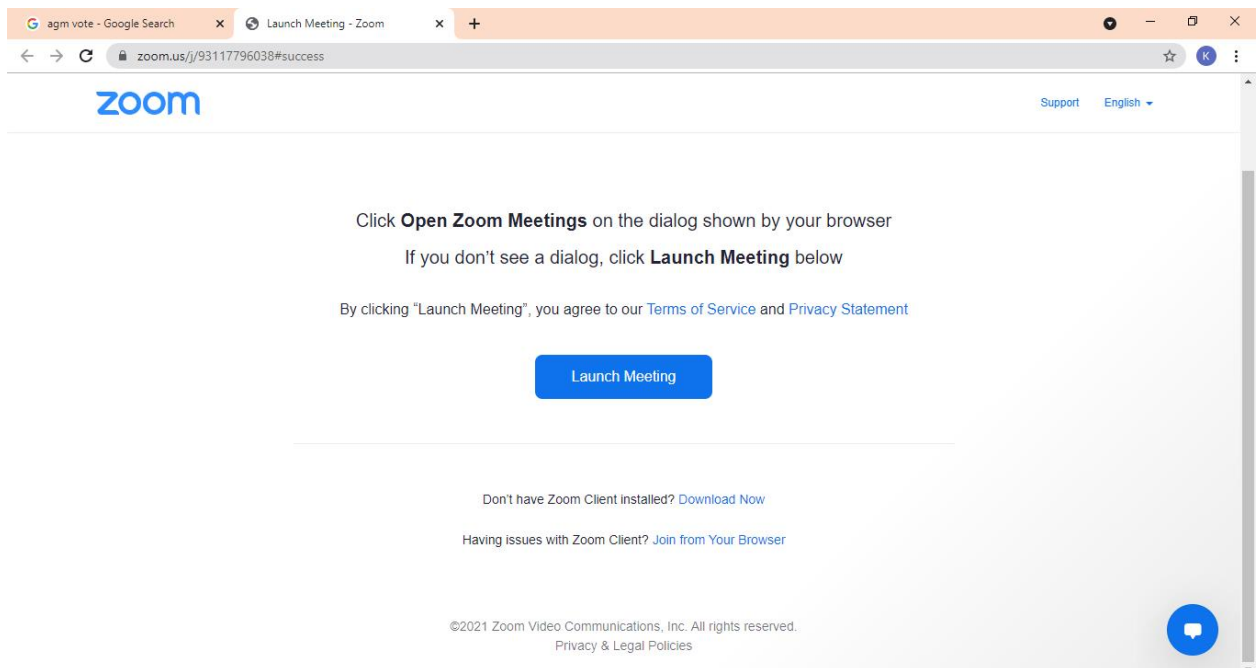 agm vote - Google Search
Launch Meeting - Zoom
zoom.us/j/93117796038#success
K
zoom
Support
English
Click Open Zoom Meetings on the dialog shown by your browser
If you don't see a dialog, click Launch Meeting below
By clicking “Launch Meeting”, you agree to our Terms of Service and Privacy Statement
Launch Meeting
Don't have Zoom Client installed? Download Now
Having issues with Zoom Client? Join from Your Browser
©2021 Zoom Video Communications, Inc. All rights reserved.
Privacy & Legal Policies